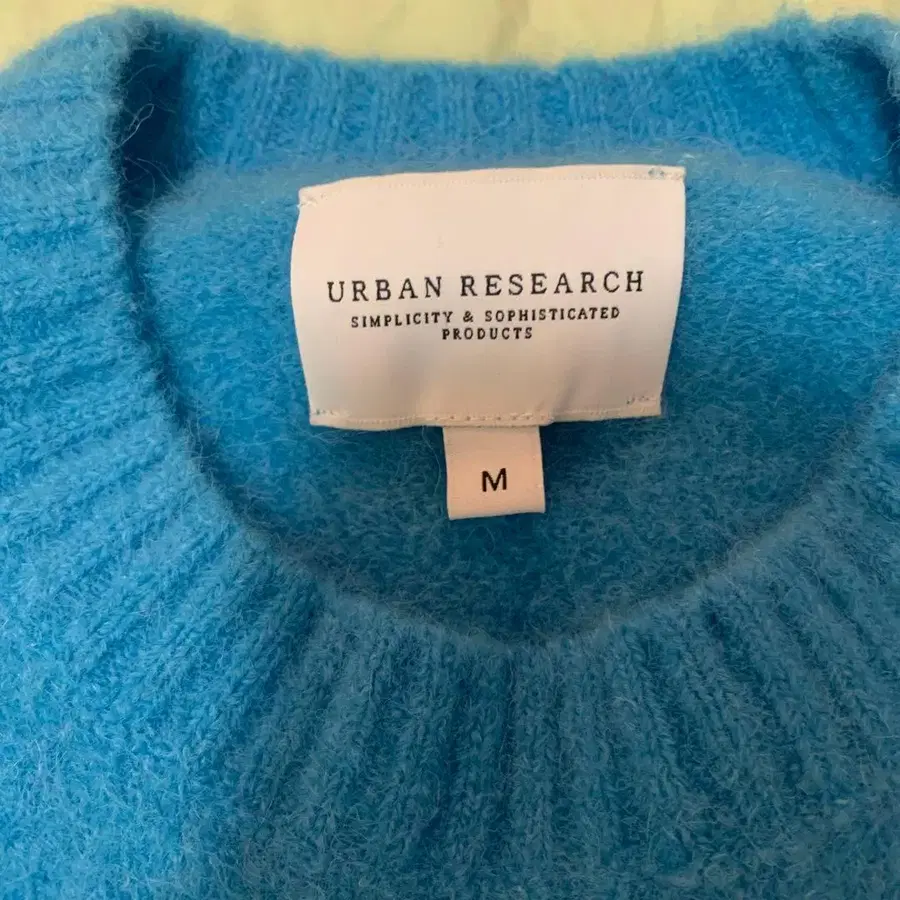 URBAN RESEARCH
SIMPLICITY & SOPHISTICATED
PRODUCTS
M